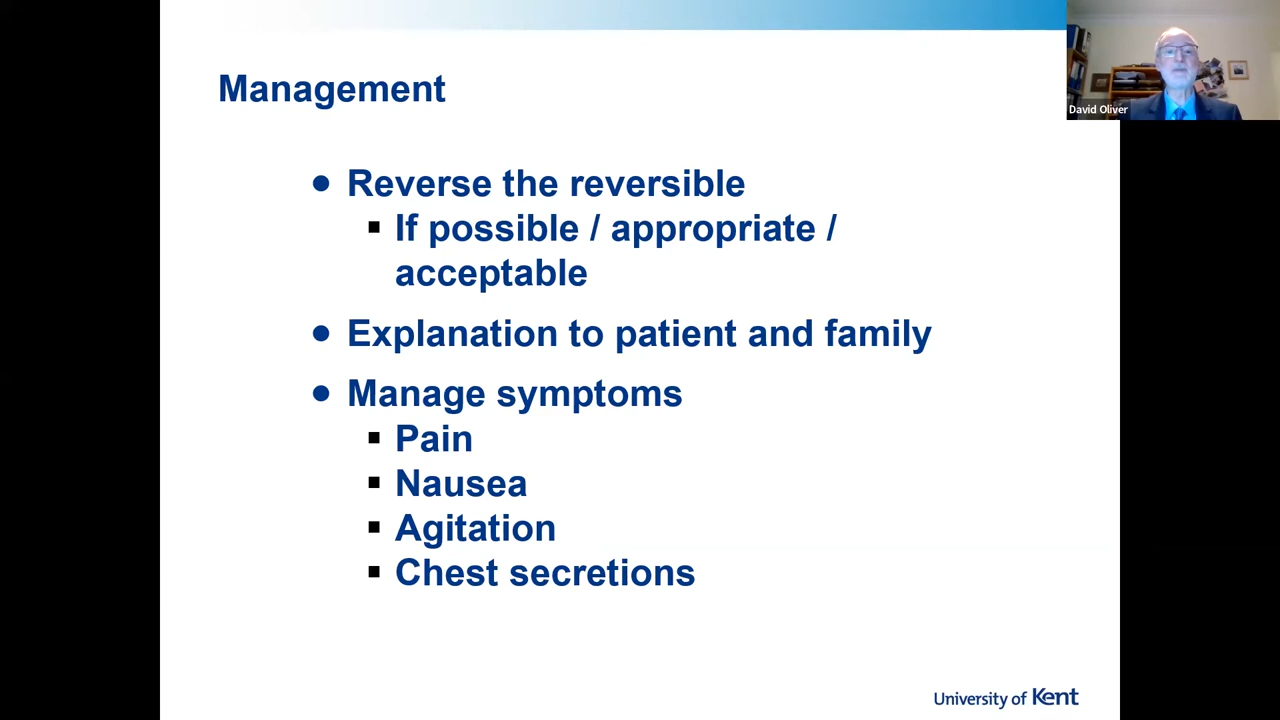 Management
David Oliver
● Reverse the reversible
▪ If possible / appropriate /
acceptable
● Explanation to patient and family
● Manage symptoms
▪ Pain
▪ Nausea
▪ Agitation
▪ Chest secretions
University of Kent